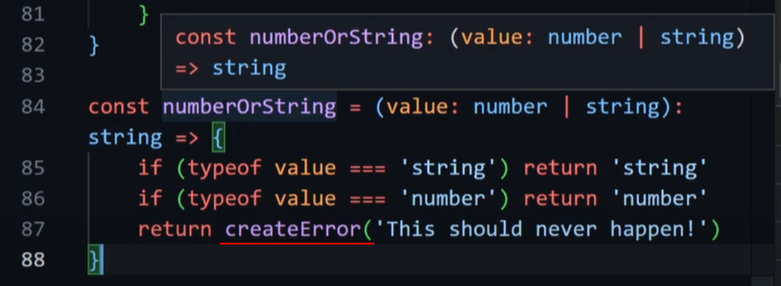 81 }
82 }
const numberOrString: (value: number | string)
=> string
83
84 const numberOrString = (value: number | string):
string => {
85 if (typeof value === 'string') return 'string'
86 if (typeof value === 'number') return 'number'
87 return createError('This should never happen!')
88 }